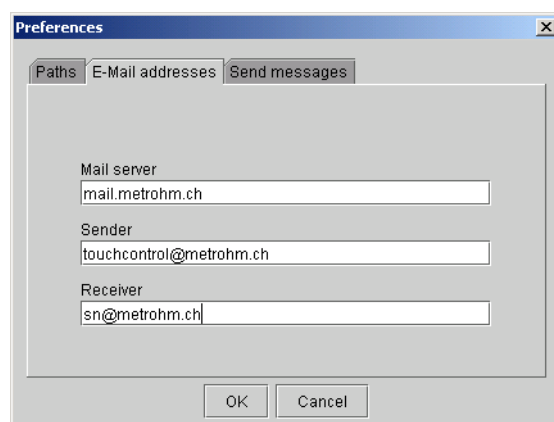 Preferences
Paths E-Mail addresses Send messages
Mail server
mail.metrohm.ch
Sender
touchcontrol@metrohm.ch
Receiver
sn@metrohm.ch
OK Cancel